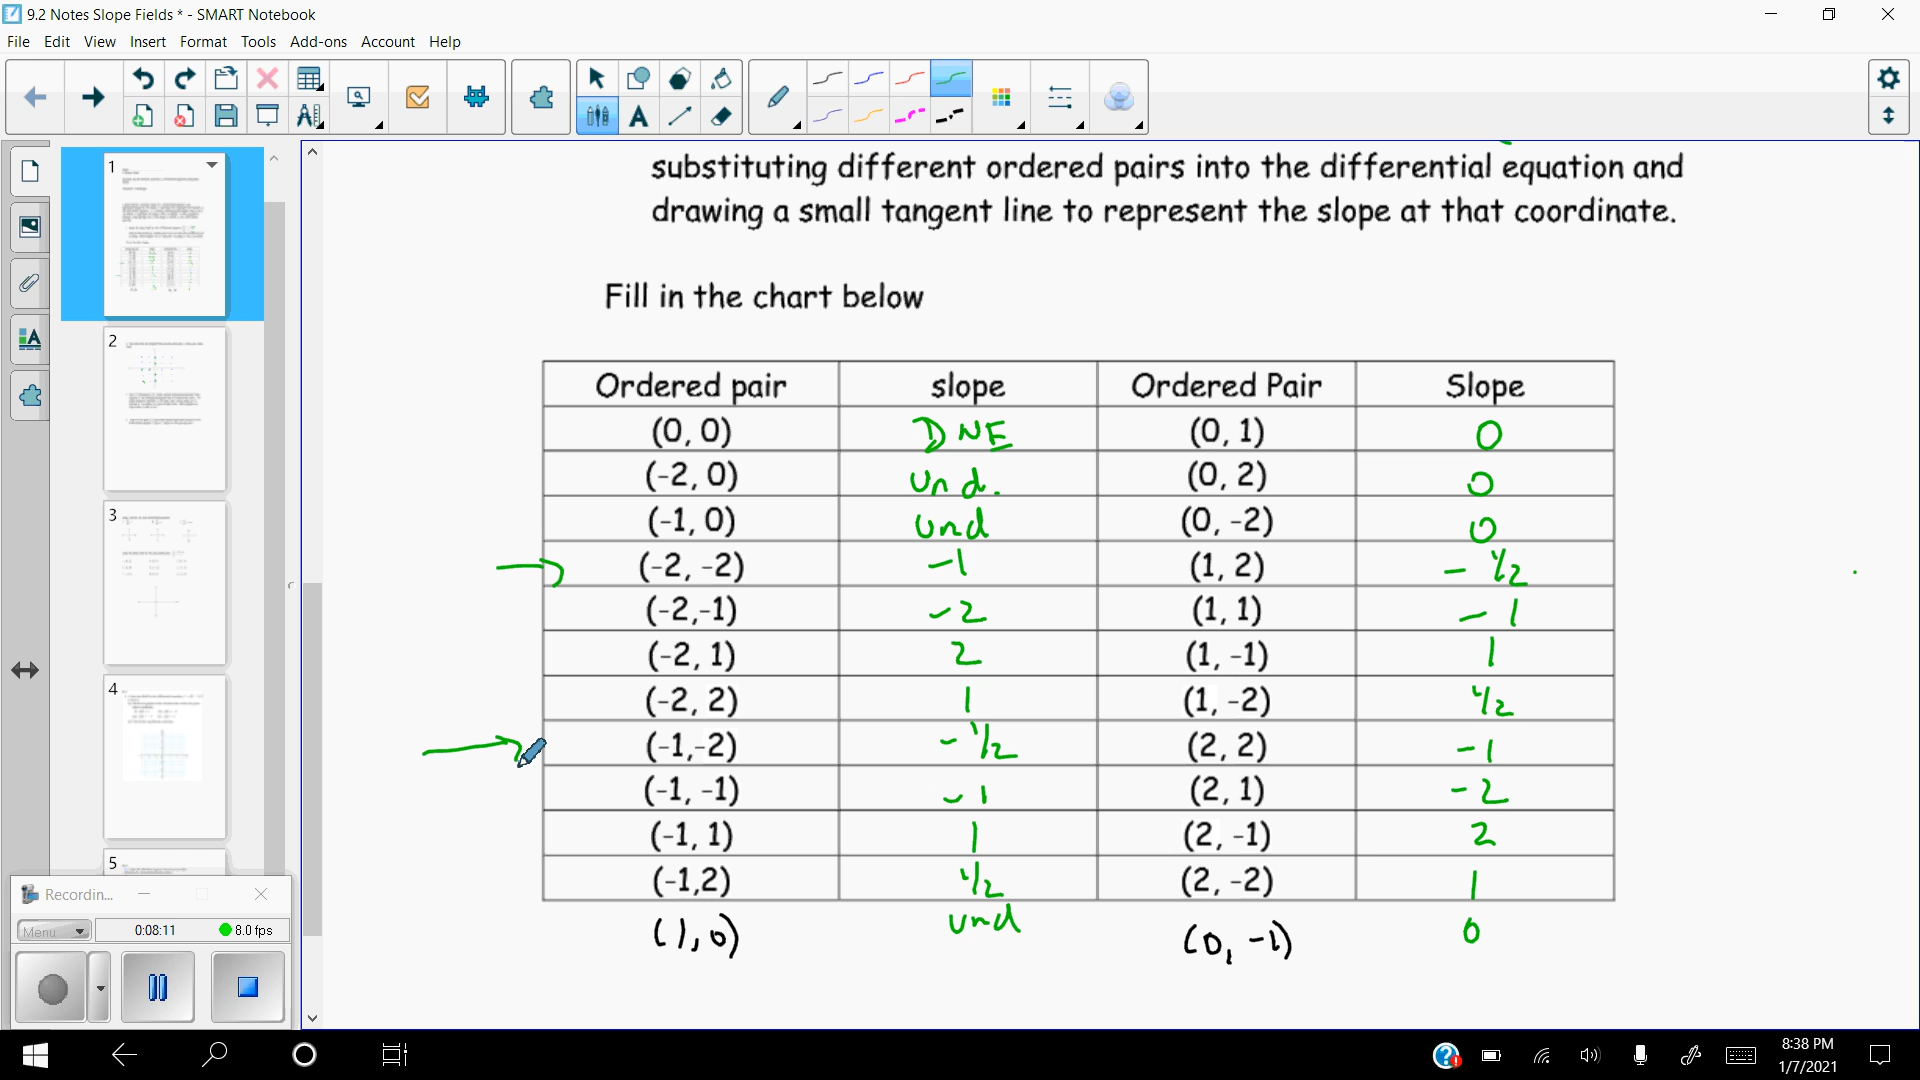 9.2 Notes Slope Fields * - SMART Notebook
File Edit View Insert Format Tools Add-ons Account Help
substituting different ordered pairs into the differential equation and
drawing a small tangent line to represent the slope at that coordinate.
Fill in the chart below
Ordered pair slope Ordered Pair Slope
(0, 0) DNE (0, 1) 0
(-2, 0) Und. (0, 2) 0
(-1, 0) Und (0, -2) 0
(-2, -2) -1 (1, 2) - 1/2
(-2,-1) -2 (1, 1) -1
(-2, 1) 2 (1, -1) 1
(-2, 2) 1 (1, -2) 1/2
(-1,-2) - 1/2 (2, 2) -1
(-1, -1) -1 (2, 1) -2
(-1, 1) 1 (2, -1) 2
(-1,2) 1/2 (2, -2) 1
(1,0) Und (0, -1) 0
1
2
3
4
5
Recordin...
Menu 0:08:11 8.0 fps
8:38 PM
1/7/2021